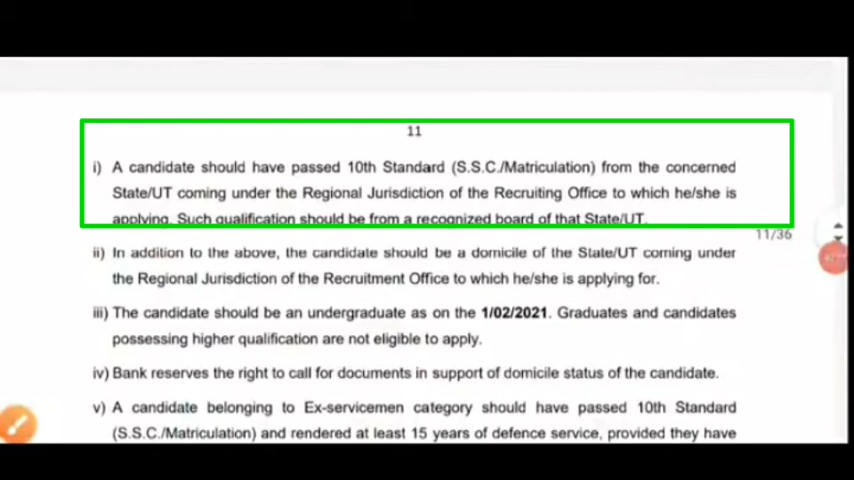 11
i) A candidate should have passed 10th Standard (S.S.C./Matriculation) from the concerned
State/UT coming under the Regional Jurisdiction of the Recruiting Office to which he/she is
applying. Such qualification should be from a recognized board of that State/UT.
11/36
ii) In addition to the above, the candidate should be a domicile of the State/UT coming under
the Regional Jurisdiction of the Recruitment Office to which he/she is applying for.
iii) The candidate should be an undergraduate as on the 1/02/2021. Graduates and candidates
possessing higher qualification are not eligible to apply.
iv) Bank reserves the right to call for documents in support of domicile status of the candidate.
v) A candidate belonging to Ex-servicemen category should have passed 10th Standard
(S.S.C./Matriculation) and rendered at least 15 years of defence service, provided they have